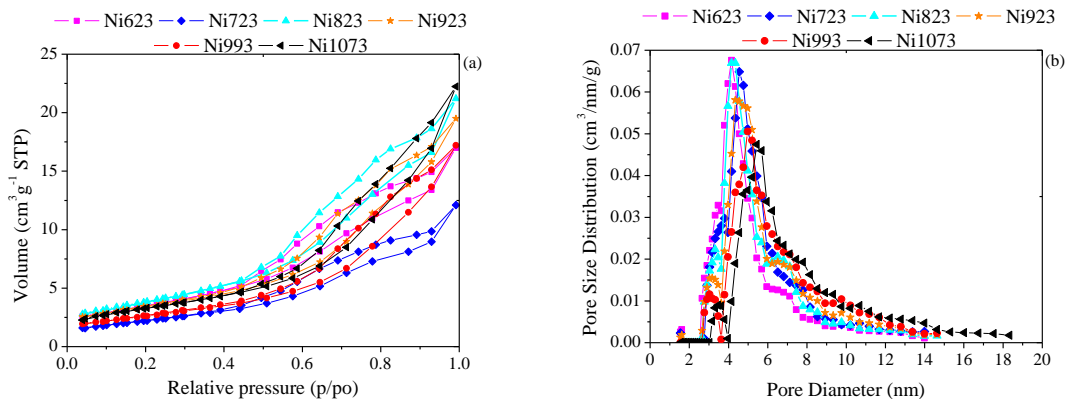 Ni623 Ni723 Ni823 Ni923
Ni993 Ni1073
(a)
25
20
15
10
5
0
0.0 0.2 0.4 0.6 0.8 1.0
Volume (cm³ g⁻¹ STP)
Relative pressure (p/po)
Ni623 Ni723 Ni823 Ni923
Ni993 Ni1073
(b)
0.07
0.06
0.05
0.04
0.03
0.02
0.01
0.00
0 2 4 6 8 10 12 14 16 18 20
Pore Size Distribution (cm³/nm/g)
Pore Diameter (nm)